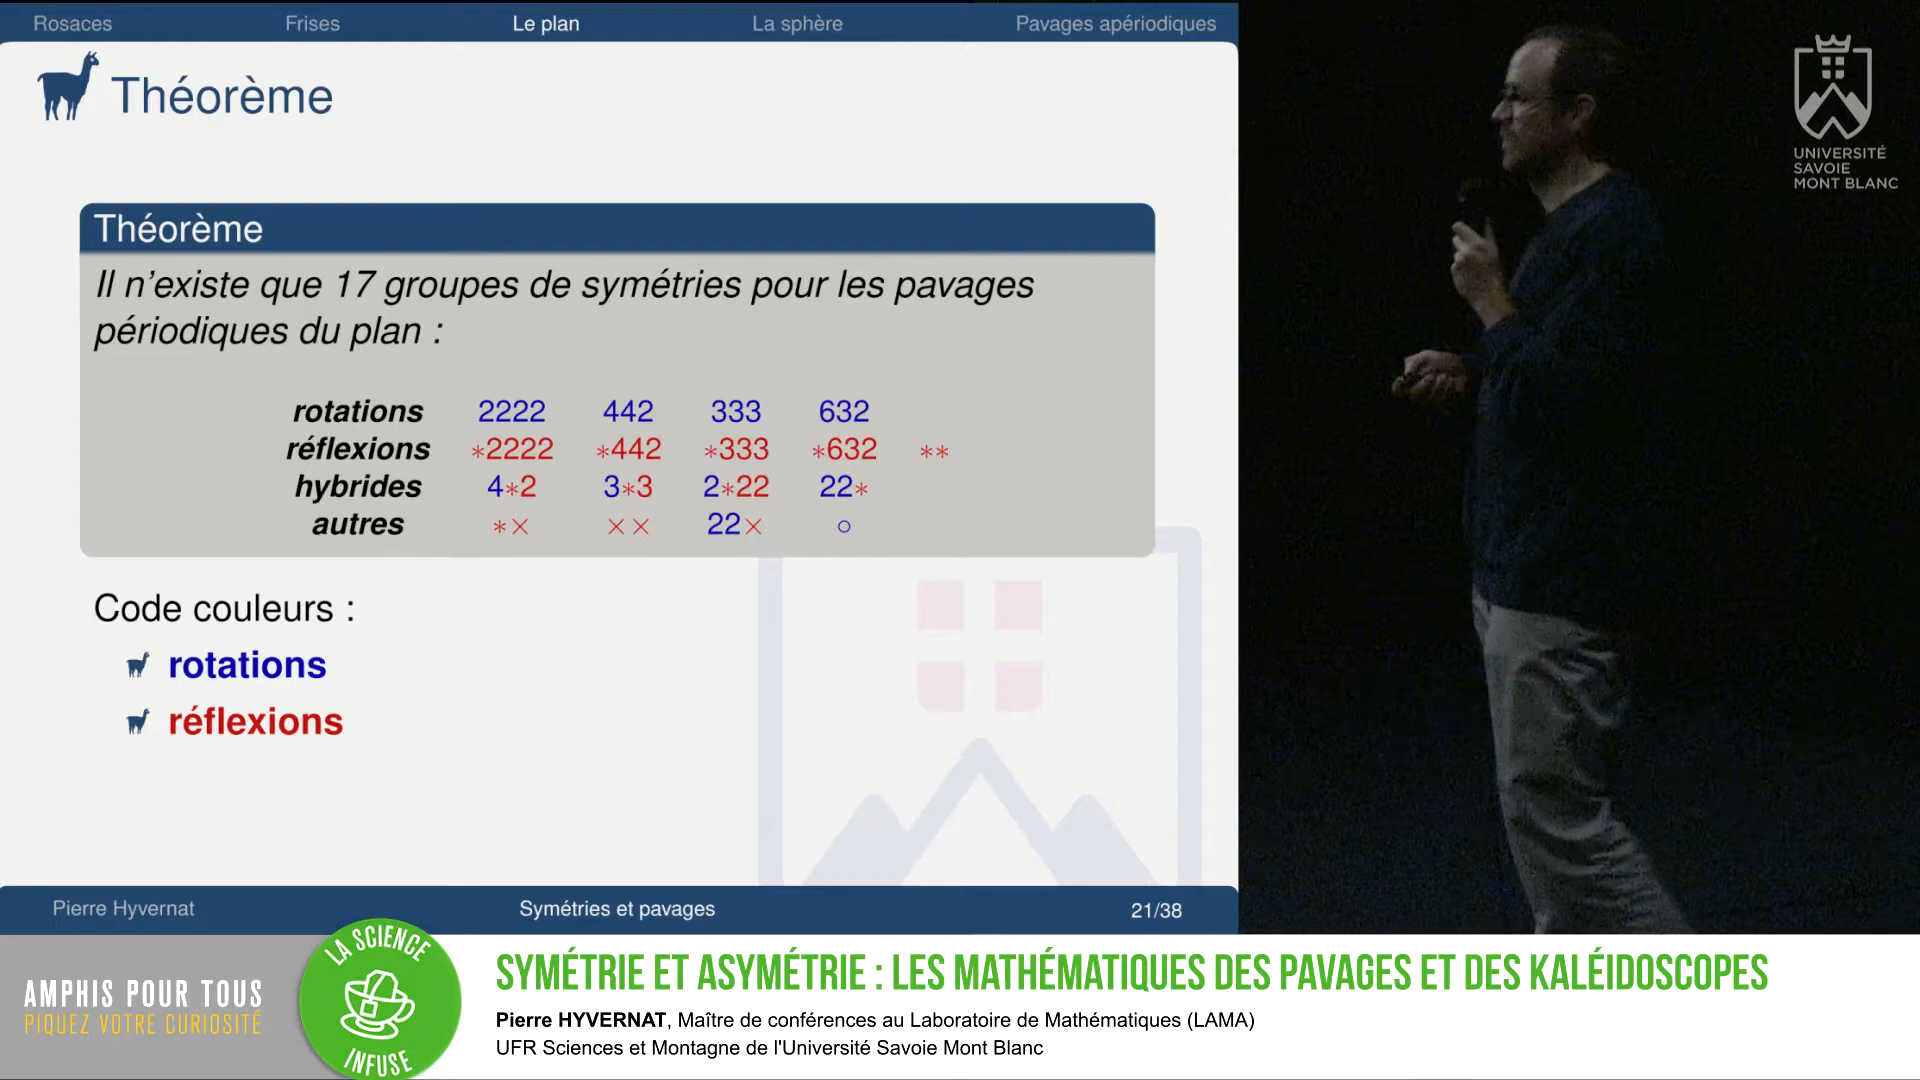 Rosaces Frises Le plan La sphère Pavages apériodiques
Théorème
Théorème
Il n'existe que 17 groupes de symétries pour les pavages
périodiques du plan :
rotations 2222 442 333 632
réflexions *2222 *442 *333 *632 **
hybrides 4*2 3*3 2*22 22*
autres *× ×× 22× ○
Code couleurs :
rotations
réflexions
Pierre Hyvernat Symétries et pavages 21/38
UNIVERSITÉ
SAVOIE
MONT BLANC
AMPHIS POUR TOUS
PIQUEZ VOTRE CURIOSITÉ
LA SCIENCE
INFUSE
SYMÉTRIE ET ASYMÉTRIE : LES MATHÉMATIQUES DES PAVAGES ET DES KALÉIDOSCOPES
Pierre HYVERNAT, Maître de conférences au Laboratoire de Mathématiques (LAMA)
UFR Sciences et Montagne de l'Université Savoie Mont Blanc